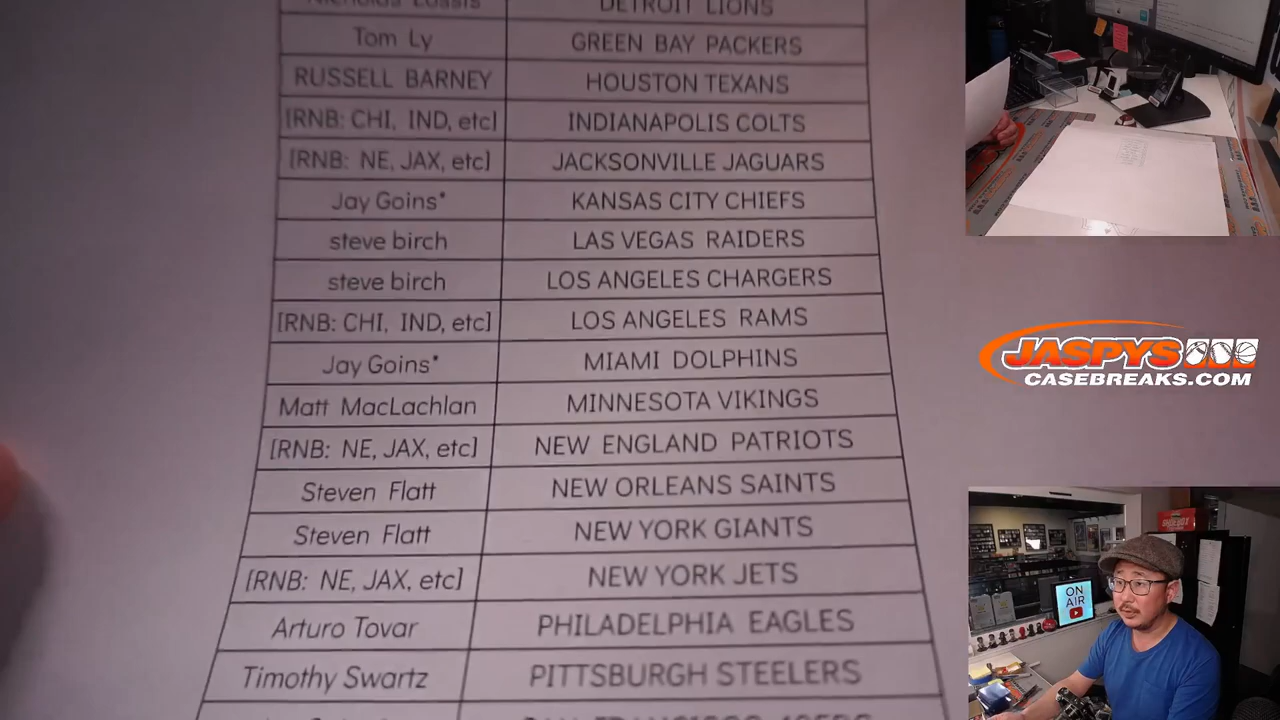 DETROIT LIONS
Tom Ly GREEN BAY PACKERS
RUSSELL BARNEY HOUSTON TEXANS
[RNB: CHI, IND, etc] INDIANAPOLIS COLTS
[RNB: NE, JAX, etc] JACKSONVILLE JAGUARS
Jay Goins* KANSAS CITY CHIEFS
steve birch LAS VEGAS RAIDERS
steve birch LOS ANGELES CHARGERS
[RNB: CHI, IND, etc] LOS ANGELES RAMS
Jay Goins* MIAMI DOLPHINS
Matt MacLachlan MINNESOTA VIKINGS
[RNB: NE, JAX, etc] NEW ENGLAND PATRIOTS
Steven Flatt NEW ORLEANS SAINTS
Steven Flatt NEW YORK GIANTS
[RNB: NE, JAX, etc] NEW YORK JETS
Arturo Tovar PHILADELPHIA EAGLES
Timothy Swartz PITTSBURGH STEELERS
JASPYS
CASEBREAKS.COM
ON
AIR